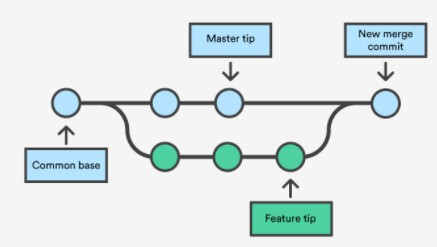 Master tip
New merge
commit
Common base
Feature tip